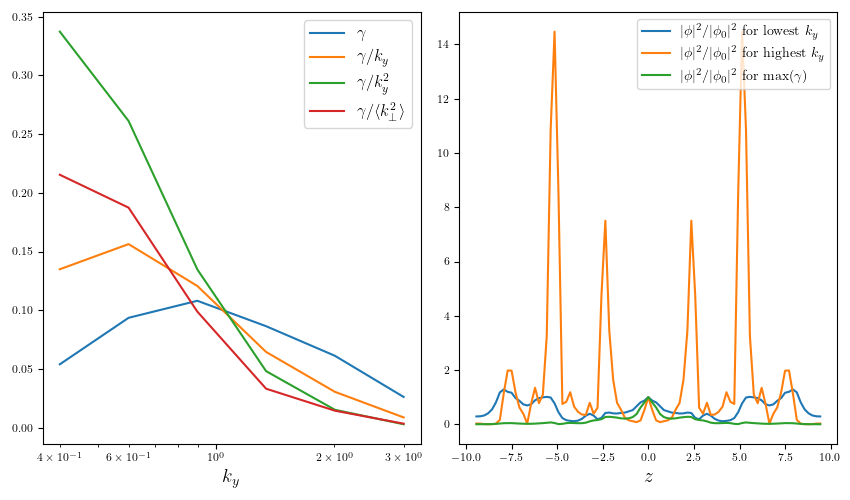 0.35
0.30
0.25
0.20
0.15
0.10
0.05
0.00
4 × 10⁻¹
6 × 10⁻¹
10⁰
2 × 10⁰
3 × 10⁰
k_y
γ
γ/k_y
γ/k_y²
γ/⟨k_⊥²⟩
14
12
10
8
6
4
2
0
−10.0
−7.5
−5.0
−2.5
0.0
2.5
5.0
7.5
10.0
z
|ϕ|²/|ϕ₀|² for lowest k_y
|ϕ|²/|ϕ₀|² for highest k_y
|ϕ|²/|ϕ₀|² for max(γ)